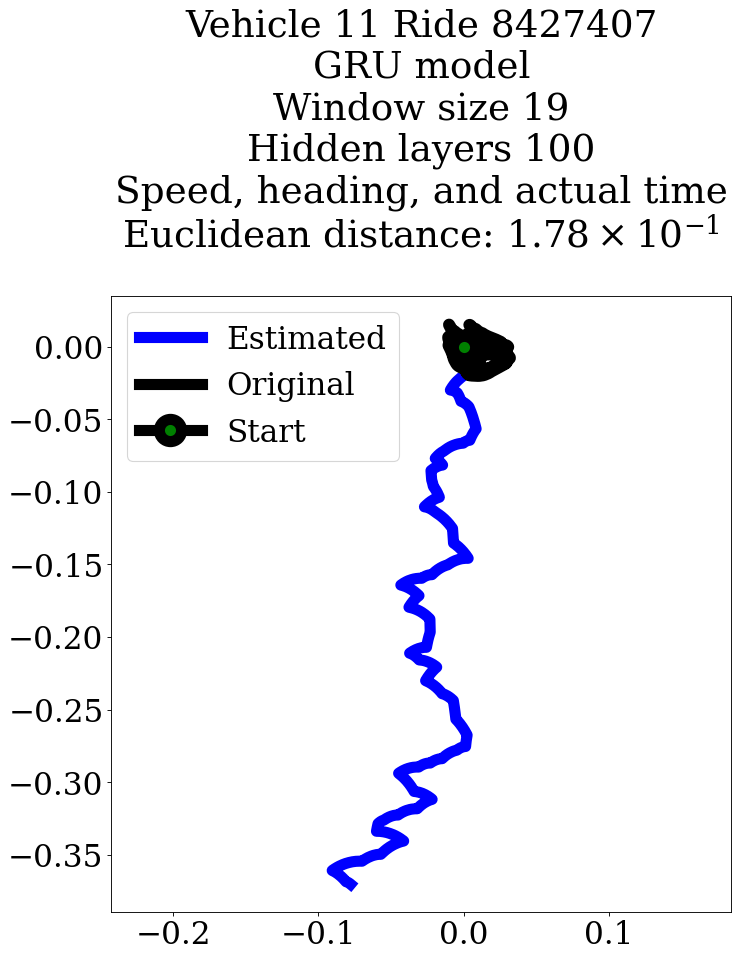 Vehicle 11 Ride 8427407
GRU model
Window size 19
Hidden layers 100
Speed, heading, and actual time
Euclidean distance: 1.78 × 10⁻¹
Estimated
Original
Start
0.00
−0.05
−0.10
−0.15
−0.20
−0.25
−0.30
−0.35
−0.2
−0.1
0.0
0.1